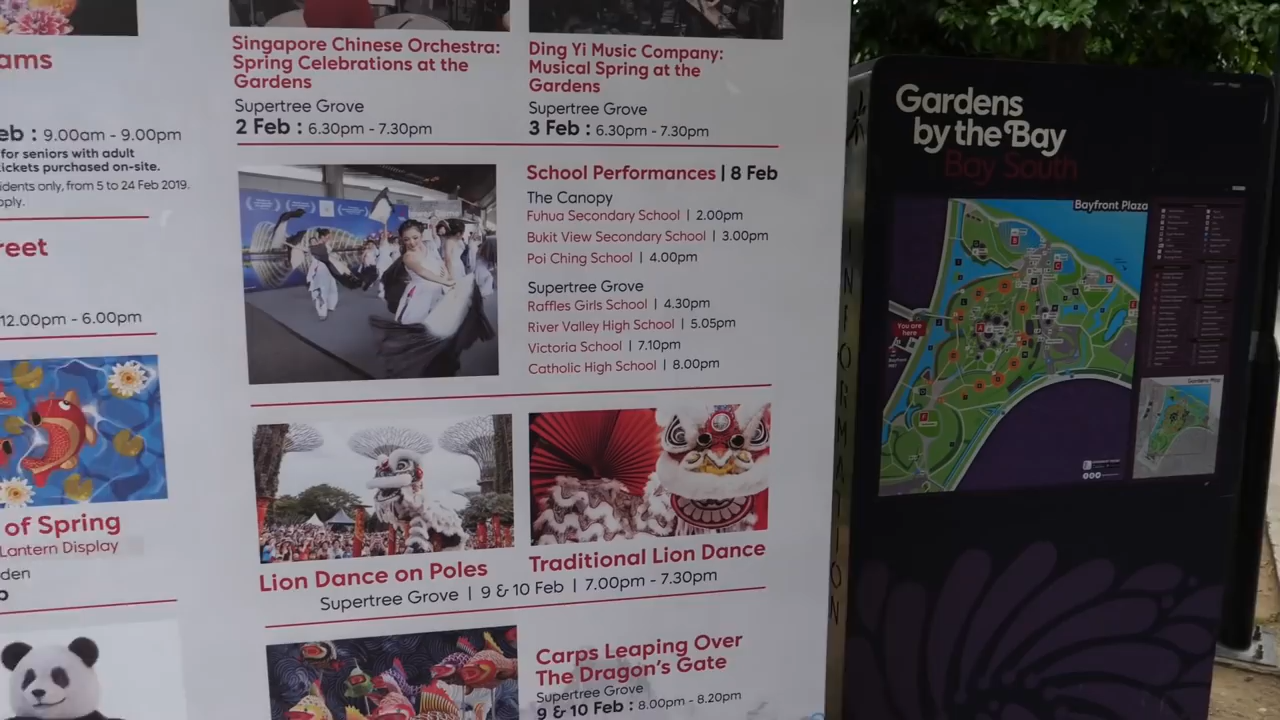 ams
eb : 9.00am - 9.00pm
for seniors with adult
tickets purchased on-site.
idents only, from 5 to 24 Feb 2019.
pply.
reet
12.00pm - 6.00pm
of Spring
Lantern Display
den
Singapore Chinese Orchestra:
Spring Celebrations at the
Gardens
Supertree Grove
2 Feb : 6.30pm - 7.30pm
Ding Yi Music Company:
Musical Spring at the
Gardens
Supertree Grove
3 Feb : 6.30pm - 7.30pm
School Performances | 8 Feb
The Canopy
Fuhua Secondary School | 2.00pm
Bukit View Secondary School | 3.00pm
Poi Ching School | 4.00pm
Supertree Grove
Raffles Girls School | 4.30pm
River Valley High School | 5.05pm
Victoria School | 7.10pm
Catholic High School | 8.00pm
Lion Dance on Poles
Traditional Lion Dance
Supertree Grove | 9 & 10 Feb | 7.00pm - 7.30pm
Carps Leaping Over
The Dragon's Gate
Supertree Grove
9 & 10 Feb : 8.00pm - 8.20pm
INFORMATION
Gardens
by the Bay
Bay South
Bayfront Plaza
You are
here
Gardens Map